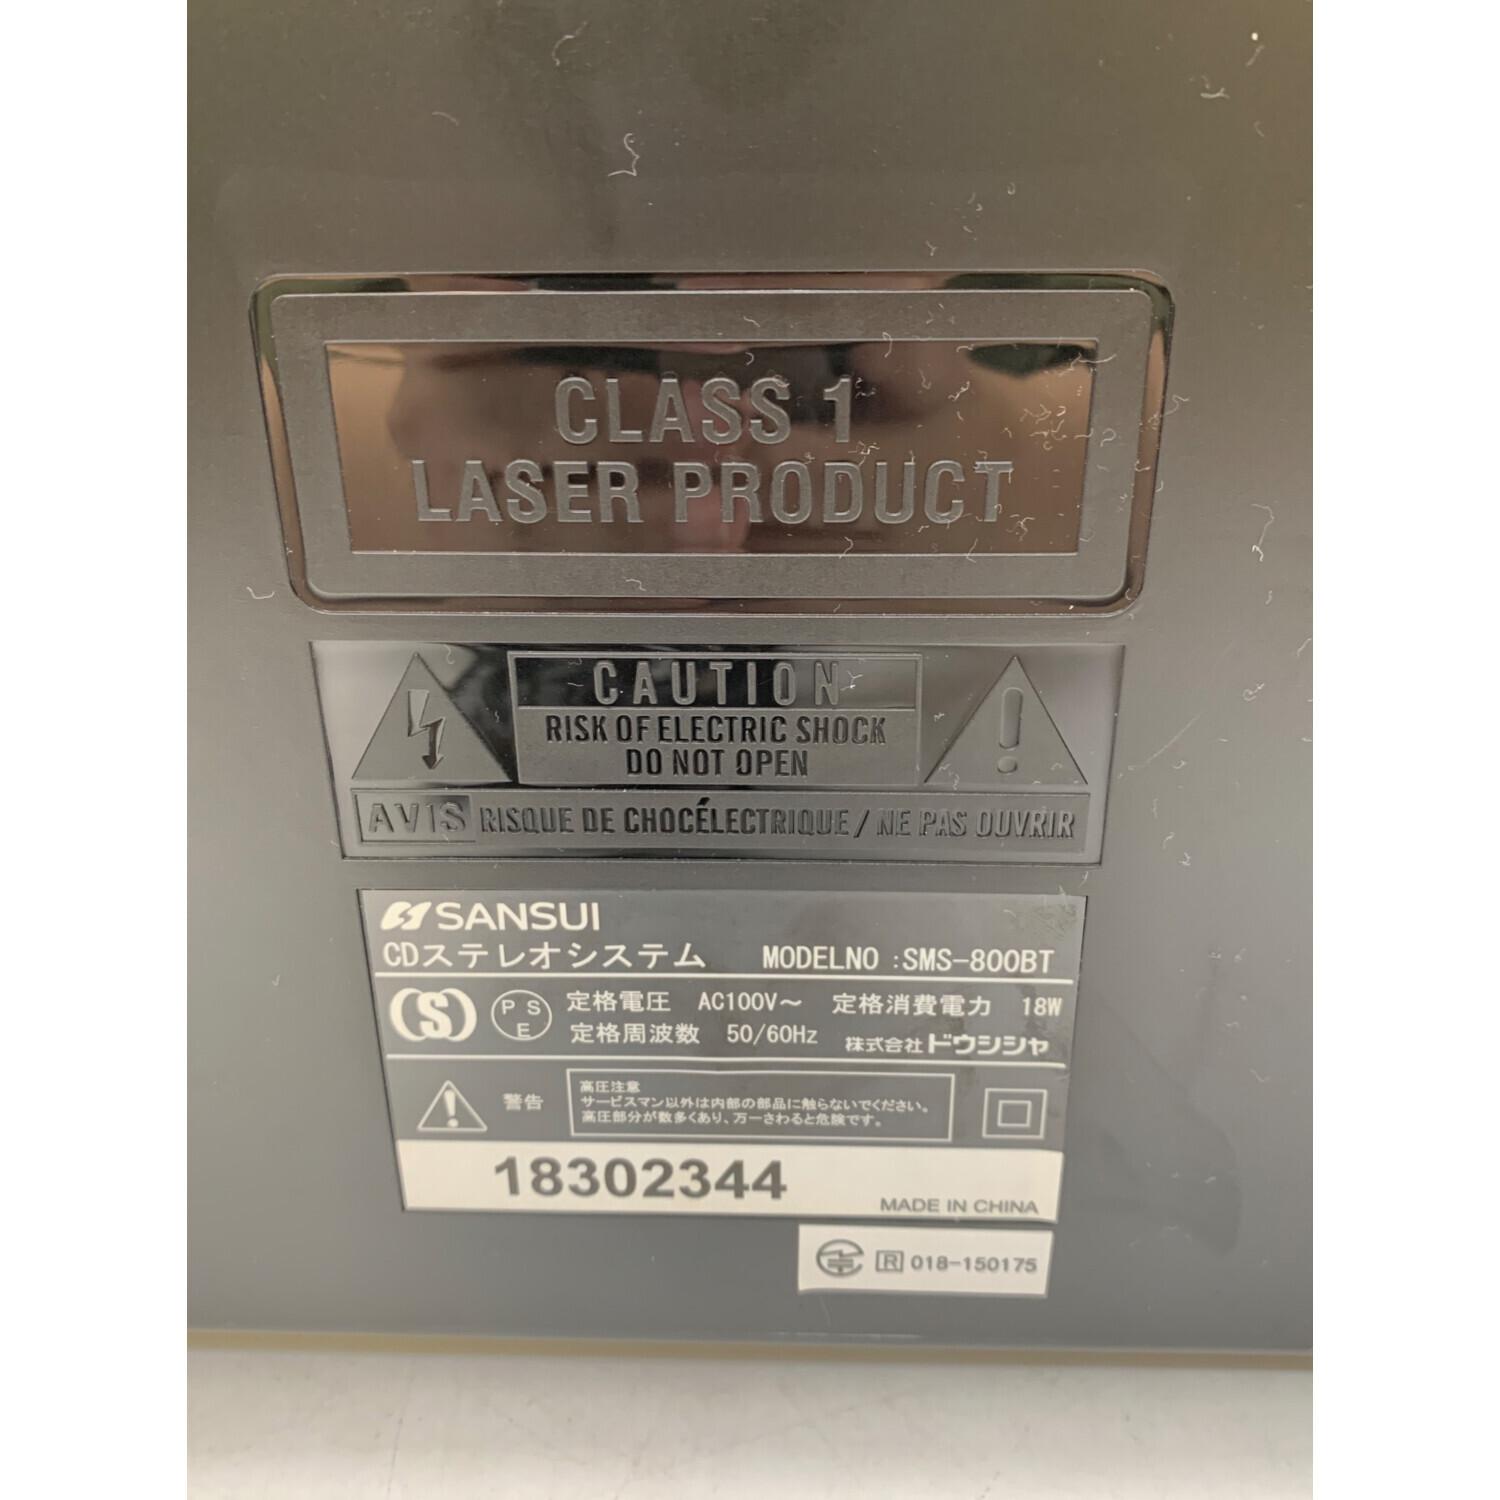 CLASS 1
LASER PRODUCT
CAUTION
RISK OF ELECTRIC SHOCK
DO NOT OPEN
AVIS RISQUE DE CHOCÉLECTRIQUE / NE PAS OUVRIR
SANSUI
CDステレオシステム MODELNO :SMS-800BT
S PSE 定格電圧 AC100V～ 定格消費電力 18W
定格周波数 50/60Hz 株式会社ドウシシャ
警告
高圧注意
サービスマン以外は内部の部品に触らないでください。
高圧部分が数多くあり、万一さわると危険です。
18302344
MADE IN CHINA
R 018-150175